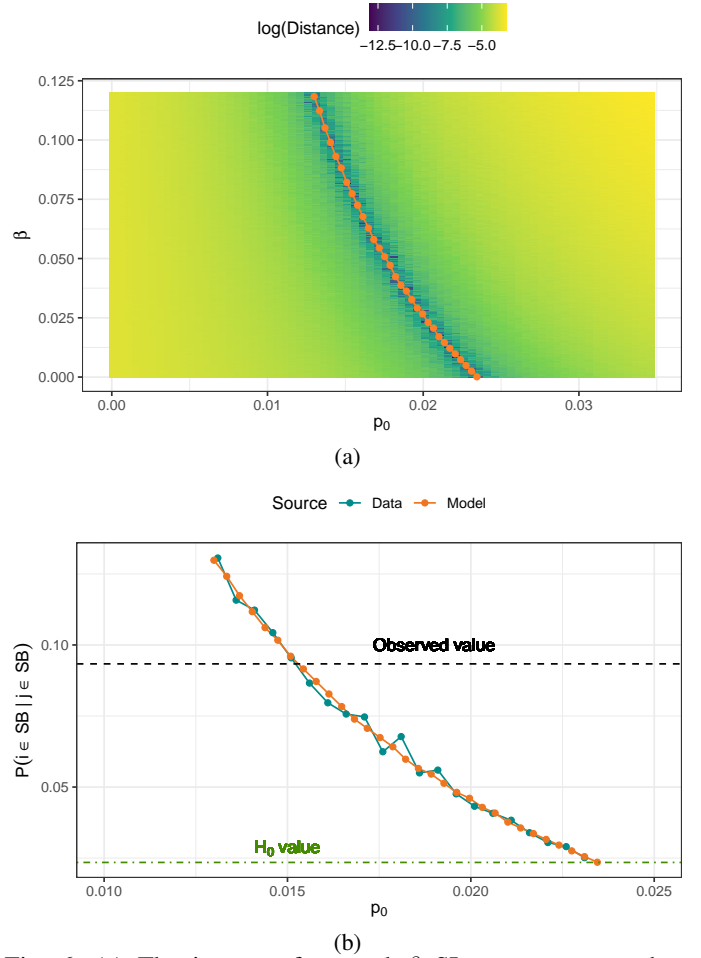 log(Distance)
−12.5 −10.0 −7.5 −5.0
0.125
0.100
0.075
0.050
0.025
0.000
β
0.00 0.01 0.02 0.03
p0
(a)
Source Data Model
P(i ∈ SB | j ∈ SB)
0.10
0.05
Observed value
H0 value
0.010 0.015 0.020 0.025
p0
(b)